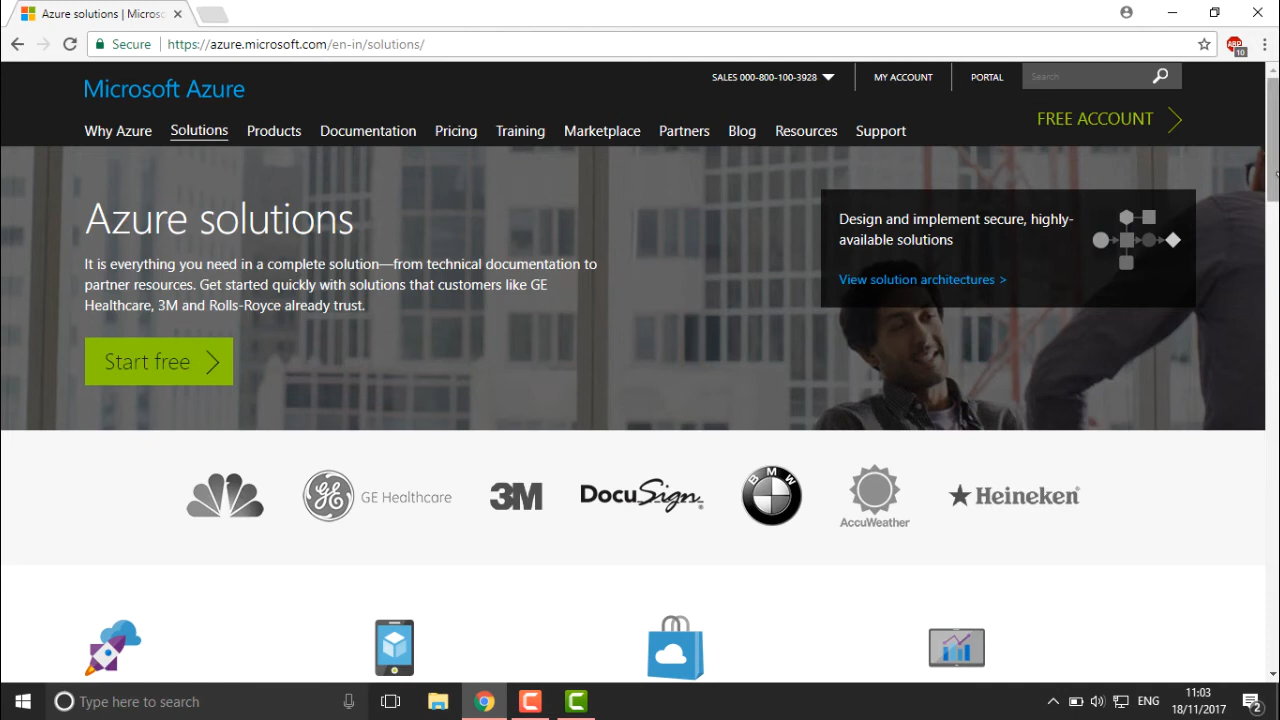 Azure solutions | Micros
Secure
https://azure.microsoft.com/en-in/solutions/
ABP
10
SALES 000-800-100-3928
MY ACCOUNT
PORTAL
Search
Microsoft Azure
FREE ACCOUNT
Why Azure Solutions Products Documentation Pricing Training Marketplace Partners Blog Resources Support
Azure solutions
It is everything you need in a complete solution—from technical documentation to
partner resources. Get started quickly with solutions that customers like GE
Healthcare, 3M and Rolls-Royce already trust.
Start free
Design and implement secure, highly-
available solutions
View solution architectures >
GE Healthcare
3M
DocuSign
BMW
AccuWeather
Heineken
Type here to search
ENG
11:03
18/11/2017
2